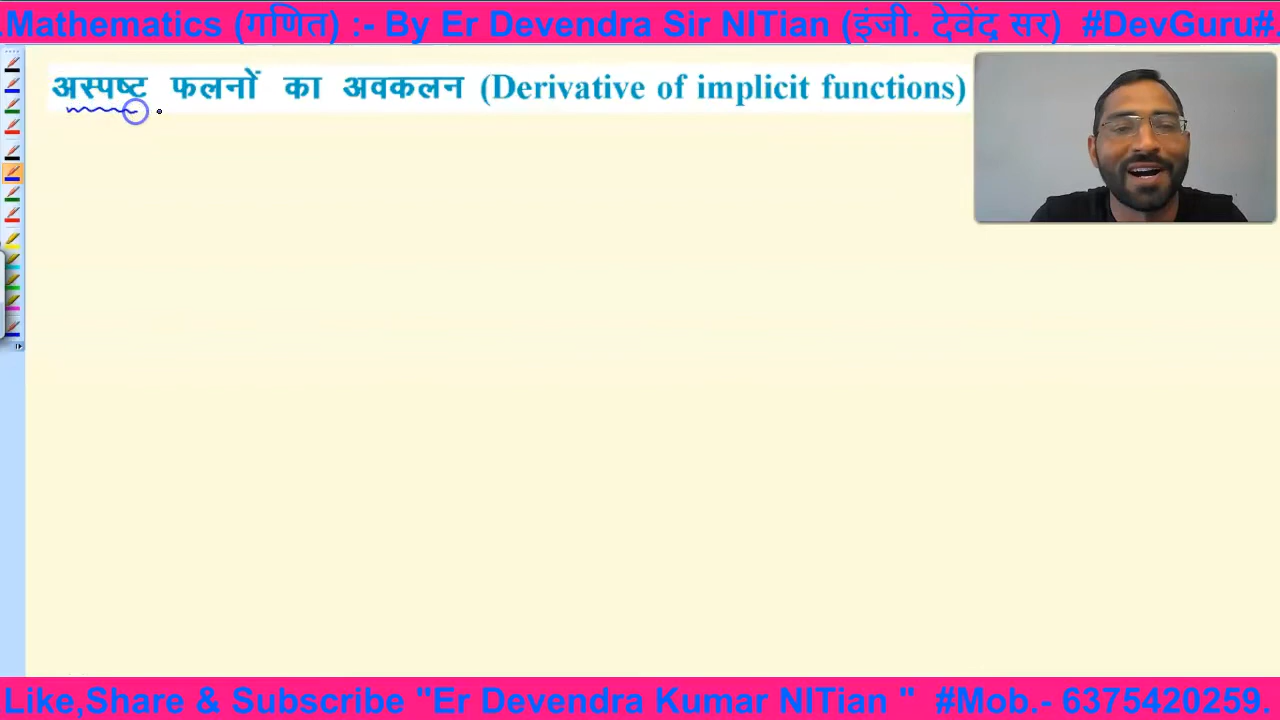 .Mathematics (गणित) :- By Er Devendra Sir NITian (इंजी. देवेंद्र सर) #DevGuru#.
अस्पष्ट फलनों का अवकलन (Derivative of implicit functions)
Like,Share & Subscribe "Er Devendra Kumar NITian " #Mob.- 6375420259.